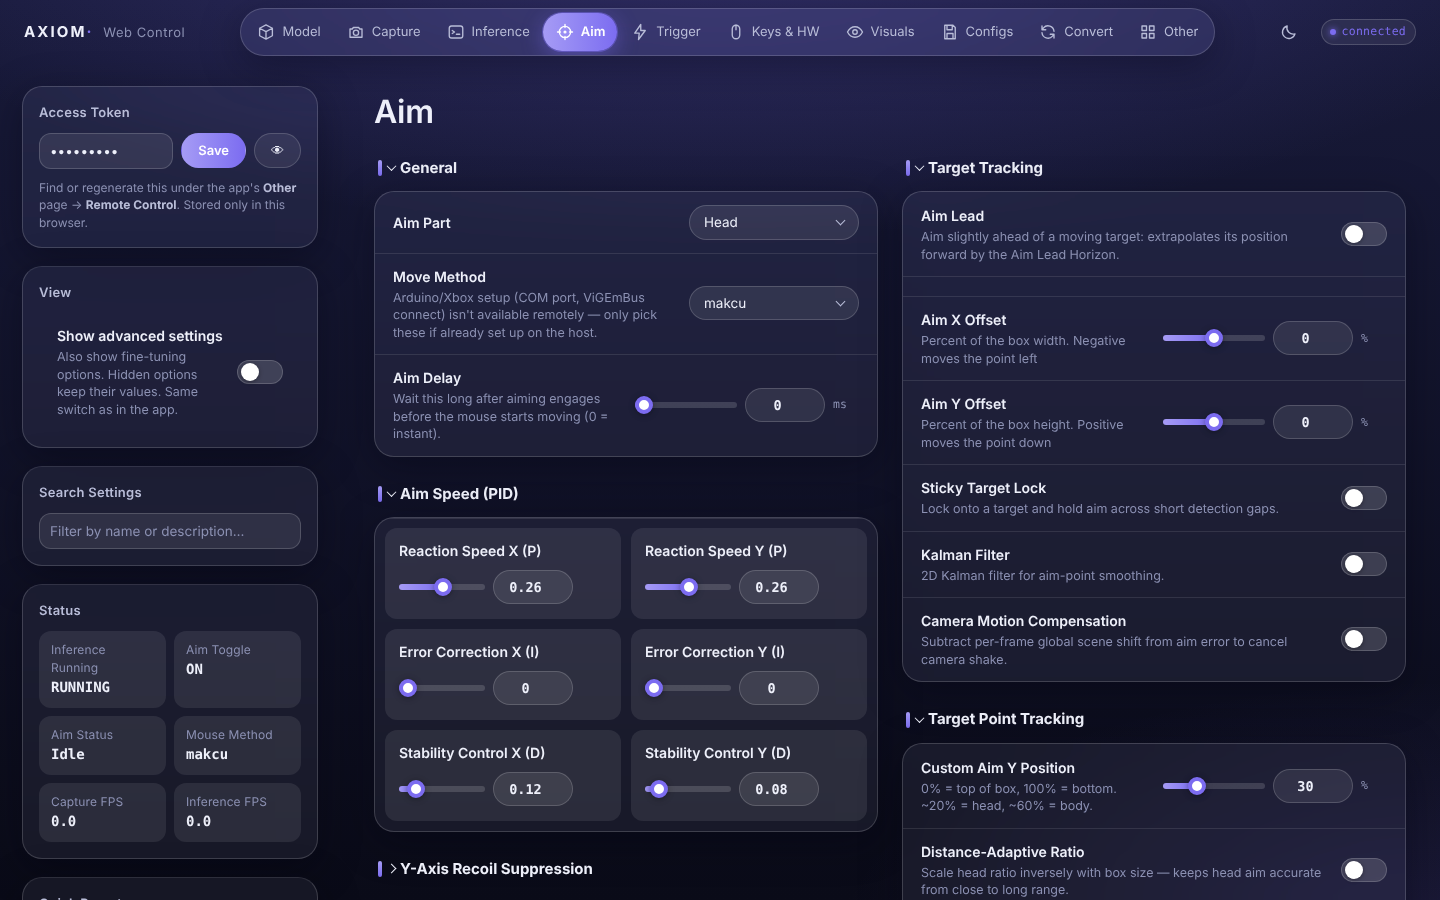 AXIOM· Web Control
Model
Capture
Inference
Aim
Trigger
Keys & HW
Visuals
Configs
Convert
Other
connected
Access Token
•••••••••
Save
Find or regenerate this under the app's Other
page → Remote Control. Stored only in this
browser.
View
Show advanced settings
Also show fine-tuning
options. Hidden options
keep their values. Same
switch as in the app.
Search Settings
Filter by name or description...
Status
Inference
Running
RUNNING
Aim Toggle
ON
Aim Status
Idle
Mouse Method
makcu
Capture FPS
0.0
Inference FPS
0.0
Aim
General
Aim Part
Head
Move Method
Arduino/Xbox setup (COM port, ViGEmBus
connect) isn't available remotely — only pick
these if already set up on the host.
makcu
Aim Delay
Wait this long after aiming engages
before the mouse starts moving (0 =
instant).
0 ms
Aim Speed (PID)
Reaction Speed X (P)
0.26
Reaction Speed Y (P)
0.26
Error Correction X (I)
0
Error Correction Y (I)
0
Stability Control X (D)
0.12
Stability Control Y (D)
0.08
Y-Axis Recoil Suppression
Target Tracking
Aim Lead
Aim slightly ahead of a moving target: extrapolates its position
forward by the Aim Lead Horizon.
Aim X Offset
Percent of the box width. Negative
moves the point left
0 %
Aim Y Offset
Percent of the box height. Positive
moves the point down
0 %
Sticky Target Lock
Lock onto a target and hold aim across short detection gaps.
Kalman Filter
2D Kalman filter for aim-point smoothing.
Camera Motion Compensation
Subtract per-frame global scene shift from aim error to cancel
camera shake.
Target Point Tracking
Custom Aim Y Position
0% = top of box, 100% = bottom.
~20% = head, ~60% = body.
30 %
Distance-Adaptive Ratio
Scale head ratio inversely with box size — keeps head aim accurate
from close to long range.